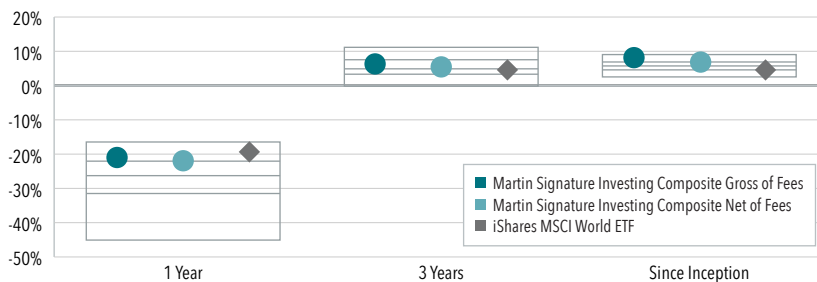 20%
10%
0%
-10%
-20%
-30%
-40%
-50%
Martin Signature Investing Composite Gross of Fees
Martin Signature Investing Composite Net of Fees
iShares MSCI World ETF
1 Year
3 Years
Since Inception